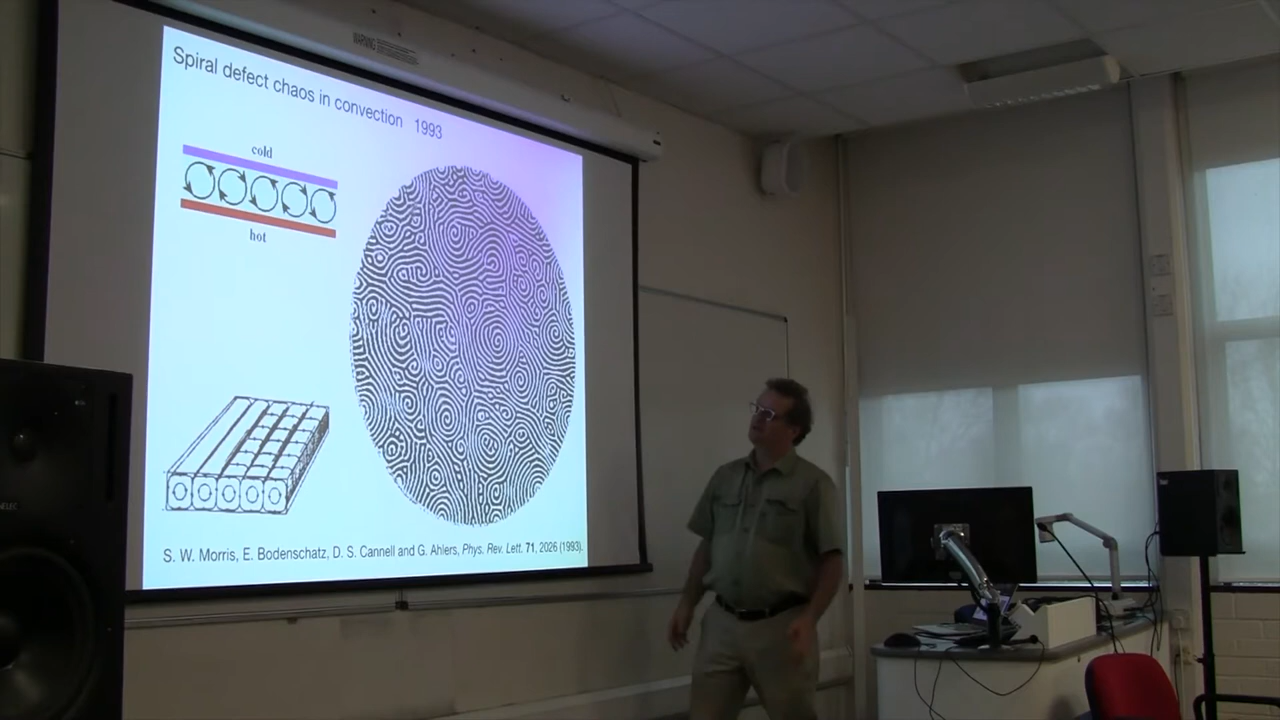 WARNING
Spiral defect chaos in convection 1993
cold
hot
S. W. Morris, E. Bodenschatz, D. S. Cannell and G. Ahlers, Phys. Rev. Lett. 71, 2026 (1993).